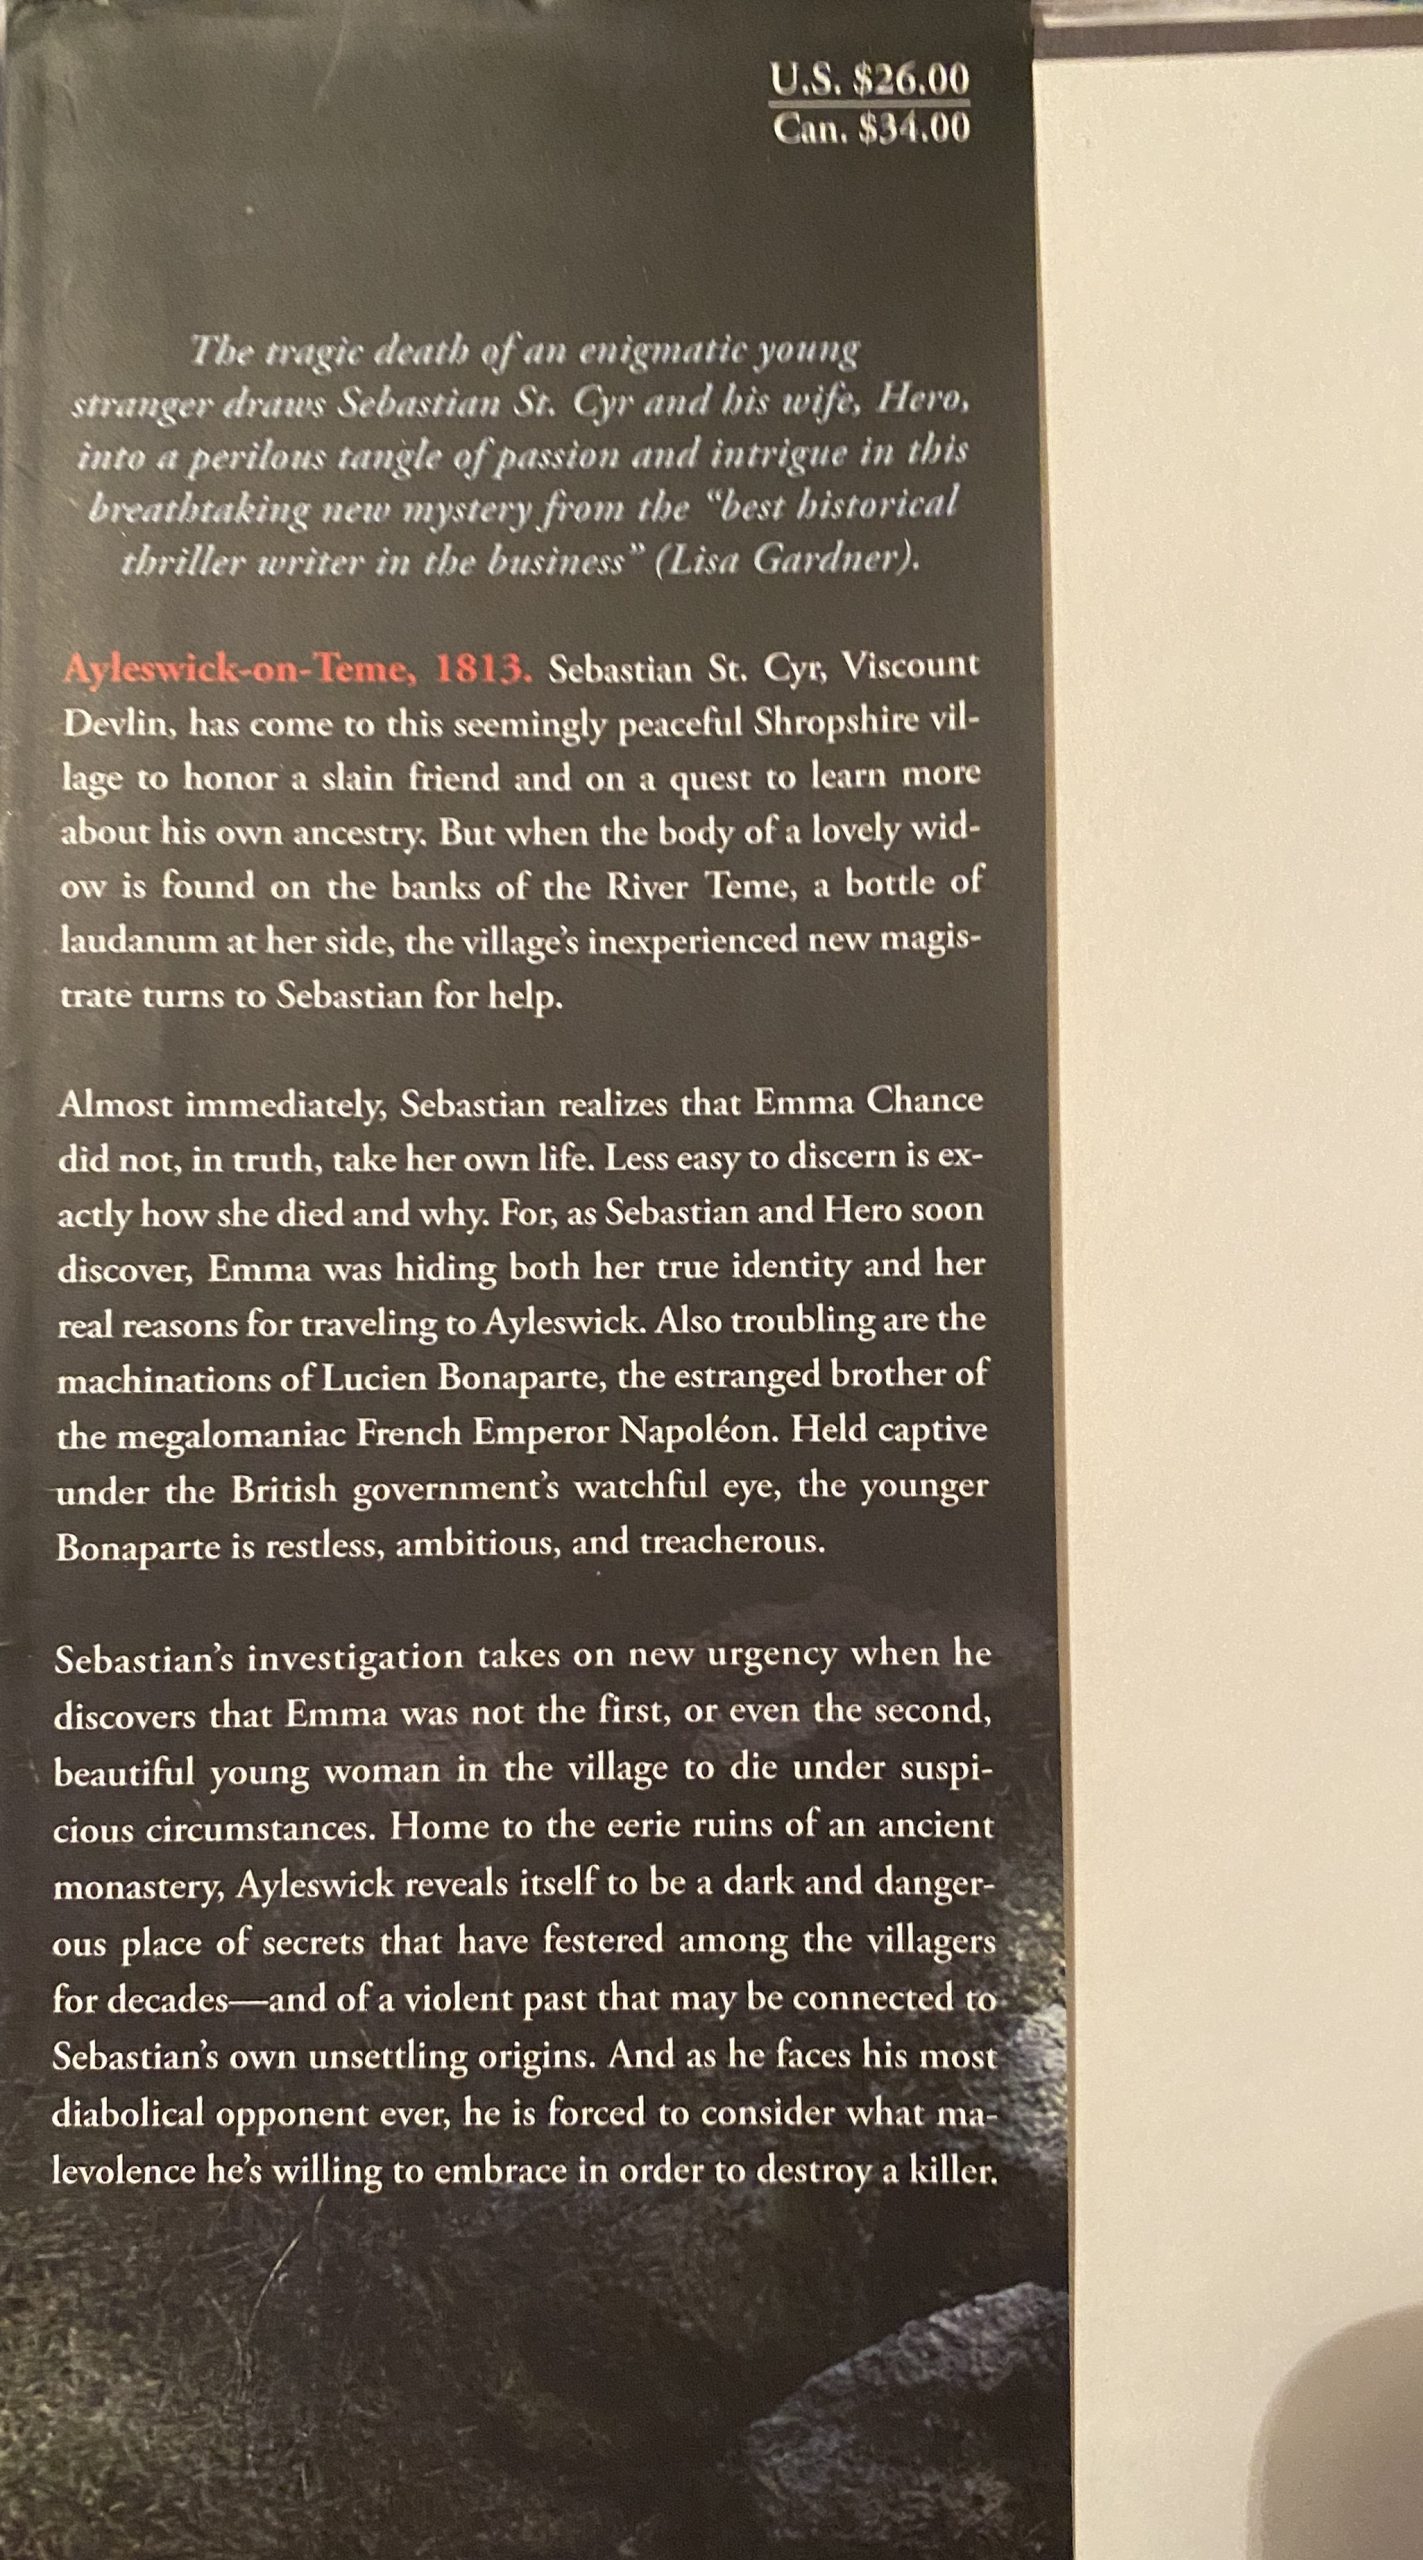 U.S. $26.00
Can. $34.00
The tragic death of an enigmatic young
stranger draws Sebastian St. Cyr and his wife, Hero,
into a perilous tangle of passion and intrigue in this
breathtaking new mystery from the “best historical
thriller writer in the business” (Lisa Gardner).
Ayleswick-on-Teme, 1813. Sebastian St. Cyr, Viscount
Devlin, has come to this seemingly peaceful Shropshire vil-
lage to honor a slain friend and on a quest to learn more
about his own ancestry. But when the body of a lovely wid-
ow is found on the banks of the River Teme, a bottle of
laudanum at her side, the village’s inexperienced new magis-
trate turns to Sebastian for help.
Almost immediately, Sebastian realizes that Emma Chance
did not, in truth, take her own life. Less easy to discern is ex-
actly how she died and why. For, as Sebastian and Hero soon
discover, Emma was hiding both her true identity and her
real reasons for traveling to Ayleswick. Also troubling are the
machinations of Lucien Bonaparte, the estranged brother of
the megalomaniac French Emperor Napoléon. Held captive
under the British government’s watchful eye, the younger
Bonaparte is restless, ambitious, and treacherous.
Sebastian’s investigation takes on new urgency when he
discovers that Emma was not the first, or even the second,
beautiful young woman in the village to die under suspi-
cious circumstances. Home to the eerie ruins of an ancient
monastery, Ayleswick reveals itself to be a dark and danger-
ous place of secrets that have festered among the villagers
for decades—and of a violent past that may be connected to
Sebastian’s own unsettling origins. And as he faces his most
diabolical opponent ever, he is forced to consider what ma-
levolence he’s willing to embrace in order to destroy a killer.